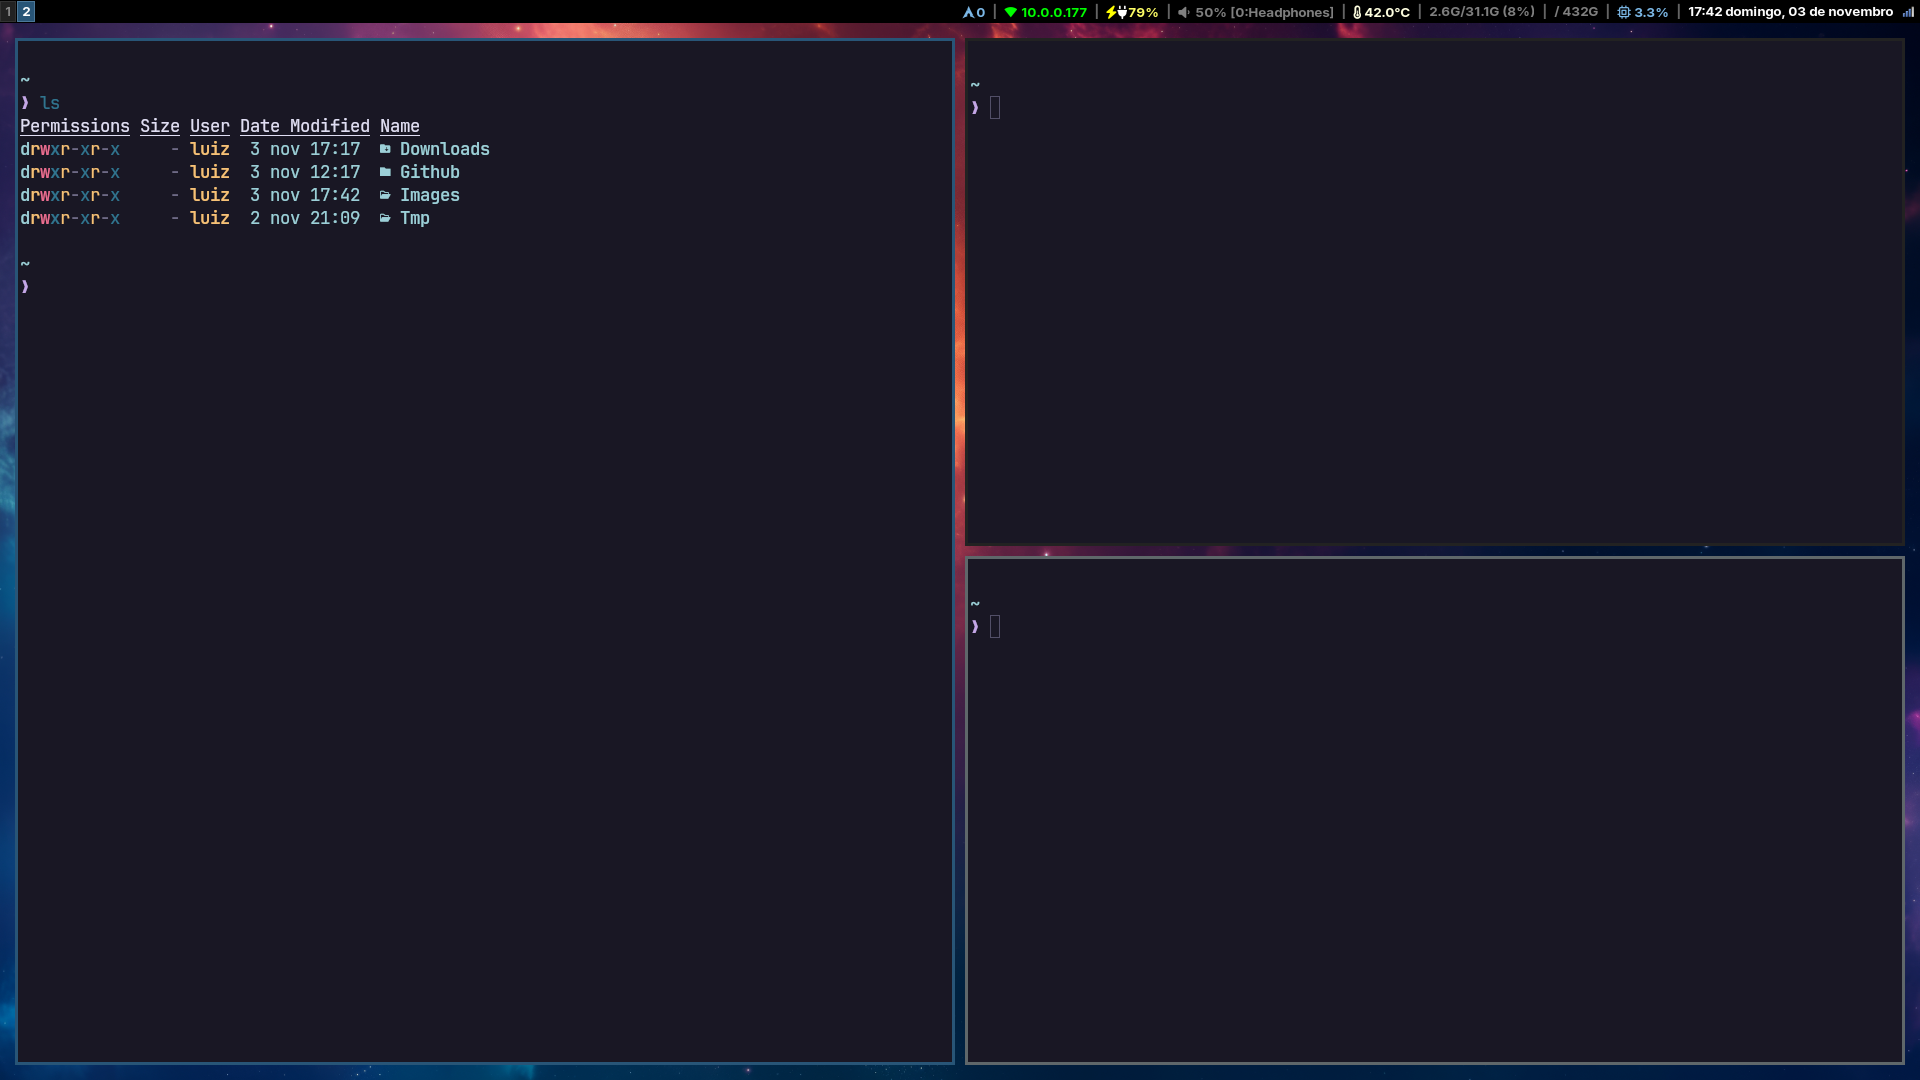 1 2 0 | 10.0.0.177 | 79% | 50% [0:Headphones] | 42.0°C | 2.6G/31.1G (8%) | / 432G | 3.3% | 17:42 domingo, 03 de novembro
~
❯ ls
Permissions Size User Date Modified Name
drwxr-xr-x - luiz 3 nov 17:17 Downloads
drwxr-xr-x - luiz 3 nov 12:17 Github
drwxr-xr-x - luiz 3 nov 17:42 Images
drwxr-xr-x - luiz 2 nov 21:09 Tmp
~
❯
~
❯
~
❯